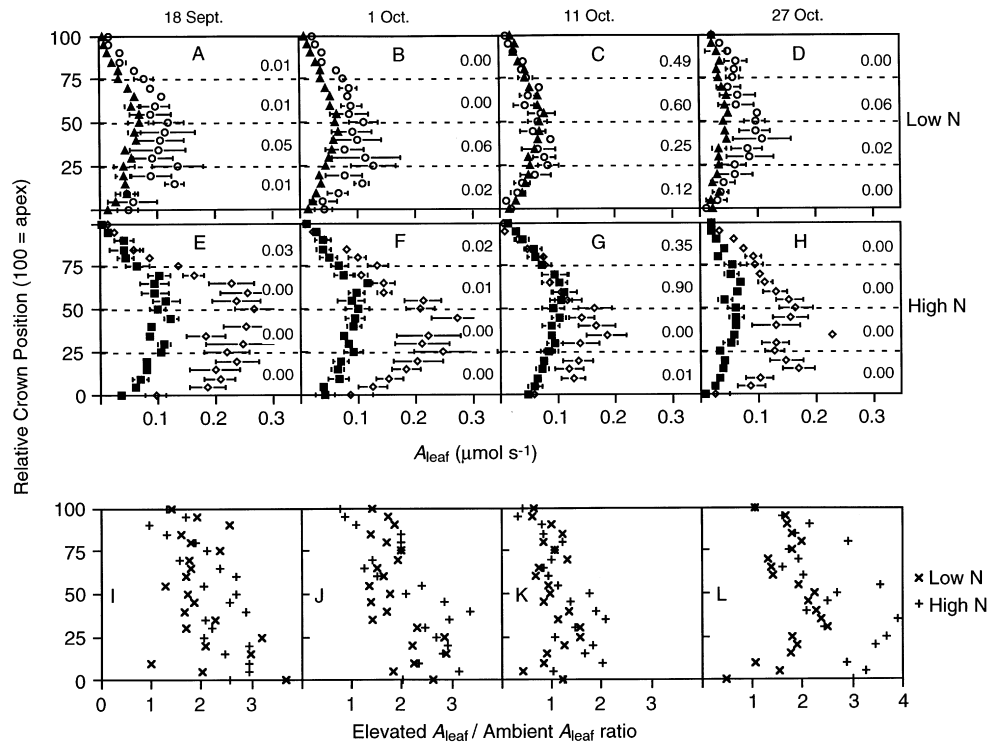 18 Sept. 1 Oct. 11 Oct. 27 Oct.
100 A B C D
0.01 0.00 0.49 0.00
75
0.01 0.00 0.60 0.06
50 Low N
0.05 0.06 0.25 0.02
25
0.01 0.02 0.12 0.00
0
100 E F G H
0.03 0.02 0.35 0.00
75
0.00 0.01 0.90 0.00
50 High N
0.00 0.00 0.00 0.00
25
0.00 0.00 0.01 0.00
0
0.1 0.2 0.3 0.1 0.2 0.3 0.1 0.2 0.3 0.1 0.2 0.3
Aleaf (μmol s-1)
Relative Crown Position (100 = apex)
100
75
50 I J K L
25
0
× Low N
+ High N
0 1 2 3 1 2 3 0 1 2 3 1 2 3 4
Elevated Aleaf / Ambient Aleaf ratio